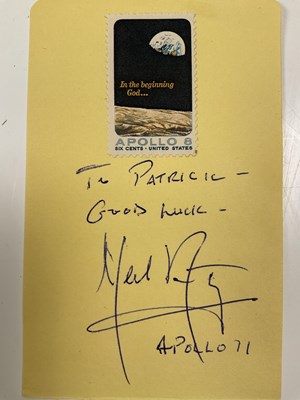 In the beginning
God...
APOLLO 8
SIX CENTS · UNITED STATES
TO PATRICK –
GOOD LUCK –
APOLLO 11